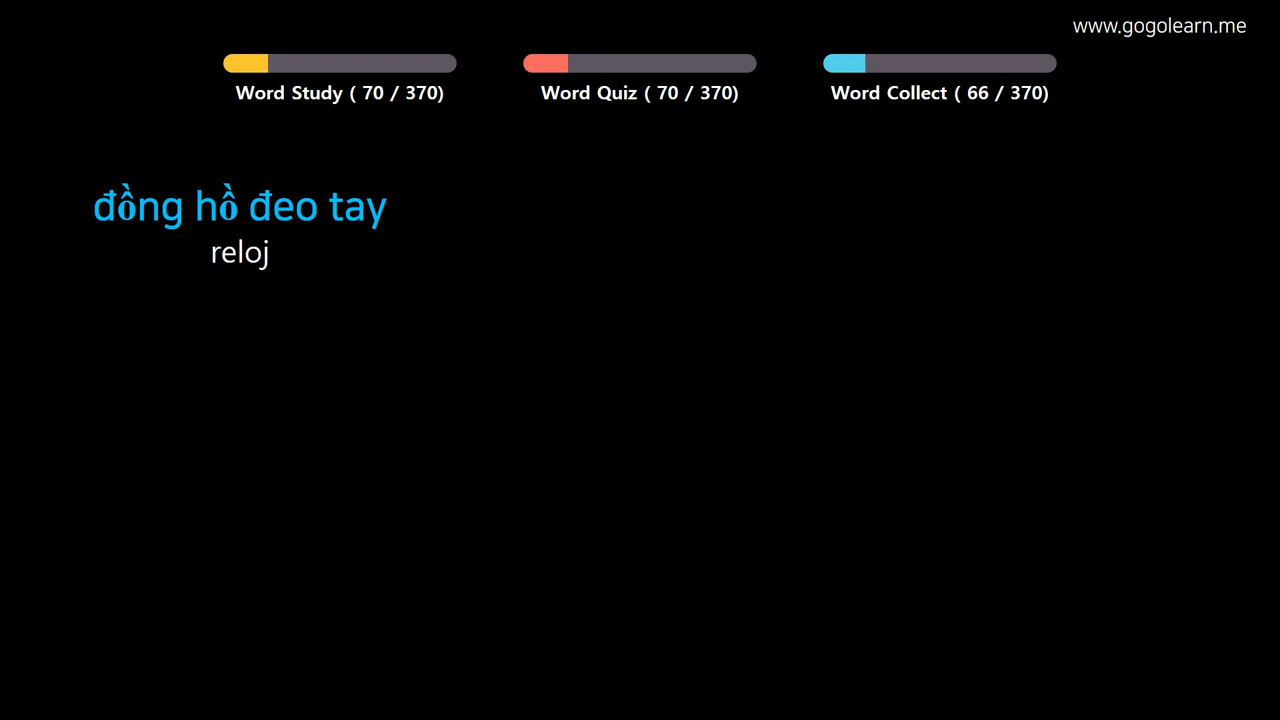 www.gogolearn.me
Word Study ( 70 / 370)
Word Quiz ( 70 / 370)
Word Collect ( 66 / 370)
đồng hồ đeo tay
reloj